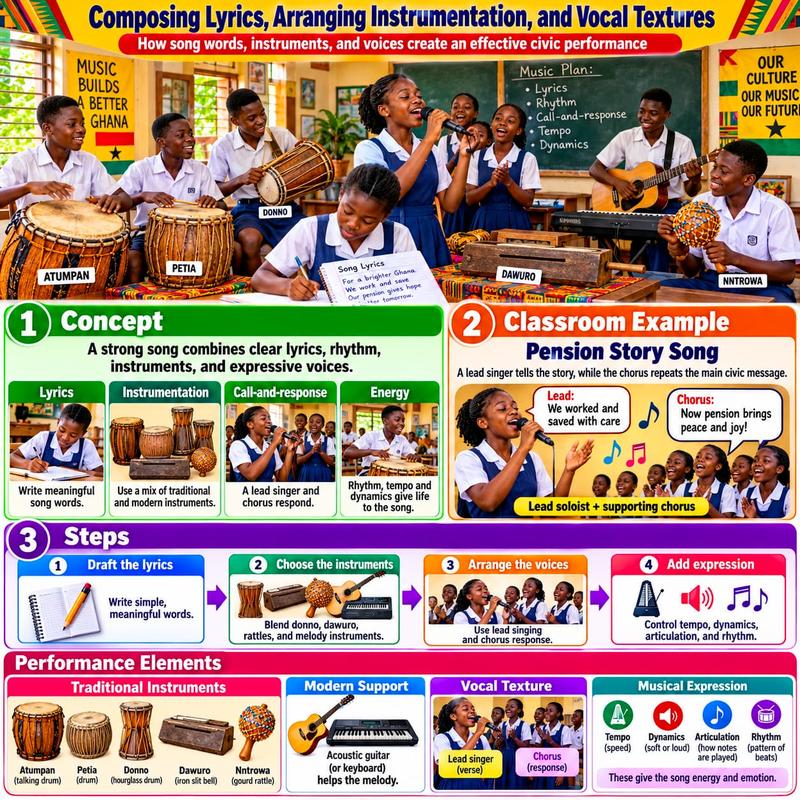 Composing Lyrics, Arranging Instrumentation, and Vocal Textures
How song words, instruments, and voices create an effective civic performance
MUSIC
BUILDS
A BETTER
GHANA
Music Plan:
• Lyrics
• Rhythm
• Call-and-response
• Tempo
• Dynamics
OUR
CULTURE
OUR MUSIC
OUR FUTURE
ATUMPAN
PETIA
DONNO
Song Lyrics
For a brighter Ghana
We work and save
Our pension gives hope
tomorrow.
DAWURO
NNTROWA
1 Concept
A strong song combines clear lyrics, rhythm,
instruments, and expressive voices.
Lyrics
Write meaningful
song words.
Instrumentation
Use a mix of traditional
and modern instruments.
Call-and-response
A lead singer and
chorus respond.
Energy
Rhythm, tempo and
dynamics give life
to the song.
2 Classroom Example
Pension Story Song
A lead singer tells the story, while the chorus repeats the main civic message.
Lead:
We worked and
saved with care
Chorus:
Now pension brings
peace and joy!
Lead soloist + supporting chorus
3 Steps
1 Draft the lyrics
Write simple,
meaningful words.
2 Choose the instruments
Blend donno, dawuro,
rattles, and melody instruments.
3 Arrange the voices
Use lead singing
and chorus response.
4 Add expression
Control tempo, dynamics,
articulation, and rhythm.
Performance Elements
Traditional Instruments
Atumpan
(talking drum)
Petia
(drum)
Donno
(hourglass drum)
Dawuro
(iron slit bell)
Nntrowa
(gourd rattle)
Modern Support
Acoustic guitar
(or keyboard)
helps the melody.
Vocal Texture
Lead singer
(verse)
Chorus
(response)
Musical Expression
Tempo
(speed)
Dynamics
(soft or loud)
Articulation
(how notes
are played)
Rhythm
(pattern of
beats)
These give the song energy and emotion.